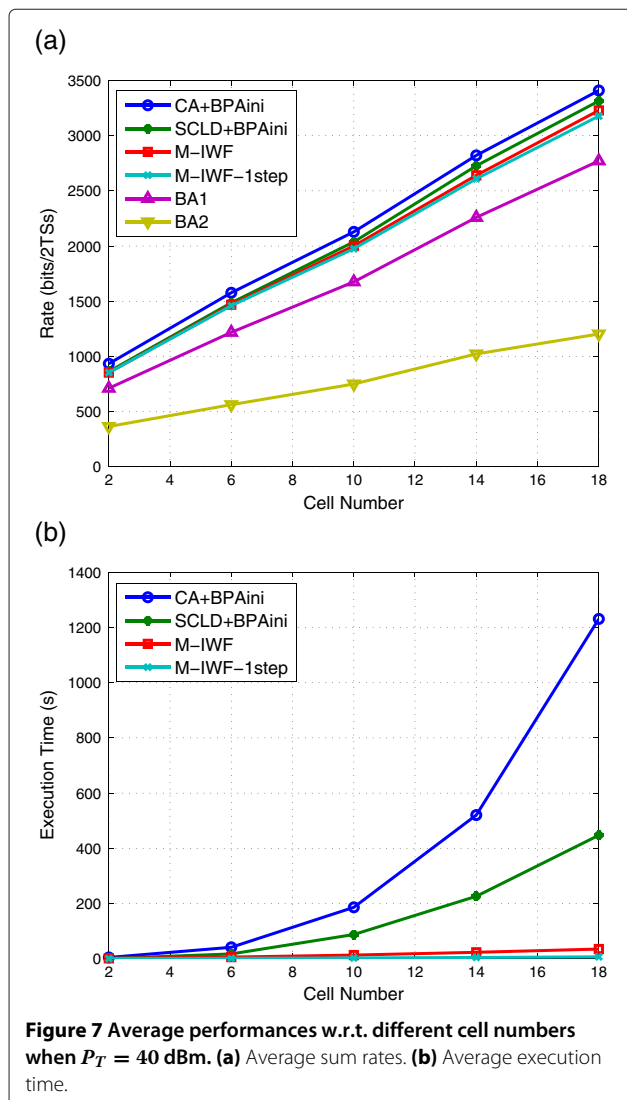 (a)
3500
3000
2500
2000
1500
1000
500
0
Rate (bits/2TSs)
CA+BPAini
SCLD+BPAini
M−IWF
M−IWF−1step
BA1
BA2
2 4 6 8 10 12 14 16 18
Cell Number
(b)
1400
1200
1000
800
600
400
200
0
Execution Time (s)
CA+BPAini
SCLD+BPAini
M−IWF
M−IWF−1step
2 4 6 8 10 12 14 16 18
Cell Number
Figure 7 Average performances w.r.t. different cell numbers
when P_T = 40 dBm. (a) Average sum rates. (b) Average execution
time.